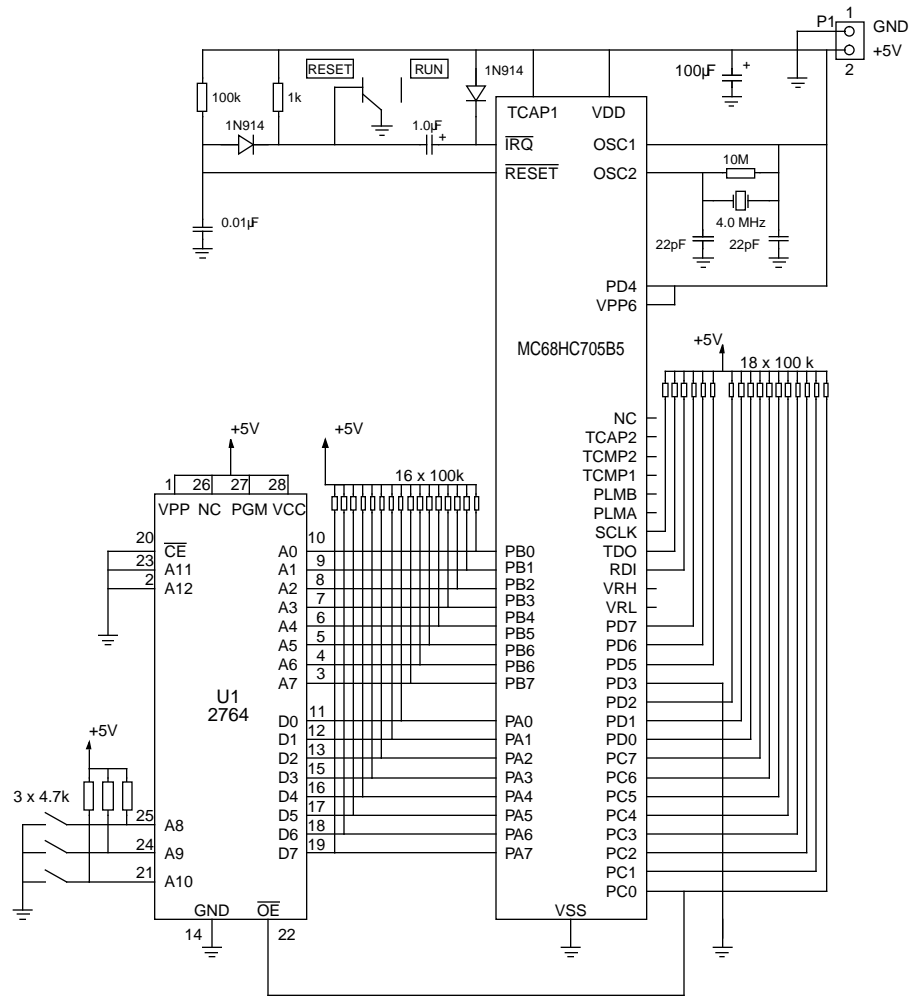 P1
1
GND
+5V
2
100µF
+
RESET
RUN
1N914
100k
1k
1N914
1.0µF
+
0.01µF
TCAP1
VDD
IRQ
OSC1
RESET
OSC2
10M
4.0 MHz
22pF
22pF
PD4
VPP6
MC68HC705B5
+5V
18 x 100 k
NC
TCAP2
TCMP2
TCMP1
PLMB
PLMA
SCLK
TDO
RDI
VRH
VRL
PD7
PD6
PD5
PD3
PD2
PD1
PD0
PC7
PC6
PC5
PC4
PC3
PC2
PC1
PC0
PB0
PB1
PB2
PB3
PB4
PB5
PB6
PB7
PA0
PA1
PA2
PA3
PA4
PA5
PA6
PA7
VSS
+5V
16 x 100k
+5V
1 26 27 28
VPP NC PGM VCC
20 CE
23 A11
2 A12
A0 10
A1 9
A2 8
A3 7
A4 6
A5 5
A6 4
A7 3
U1
2764
D0 11
D1 12
D2 13
D3 15
D4 16
D5 17
D6 18
D7 19
+5V
3 x 4.7k
25 A8
24 A9
21 A10
GND OE
14 22